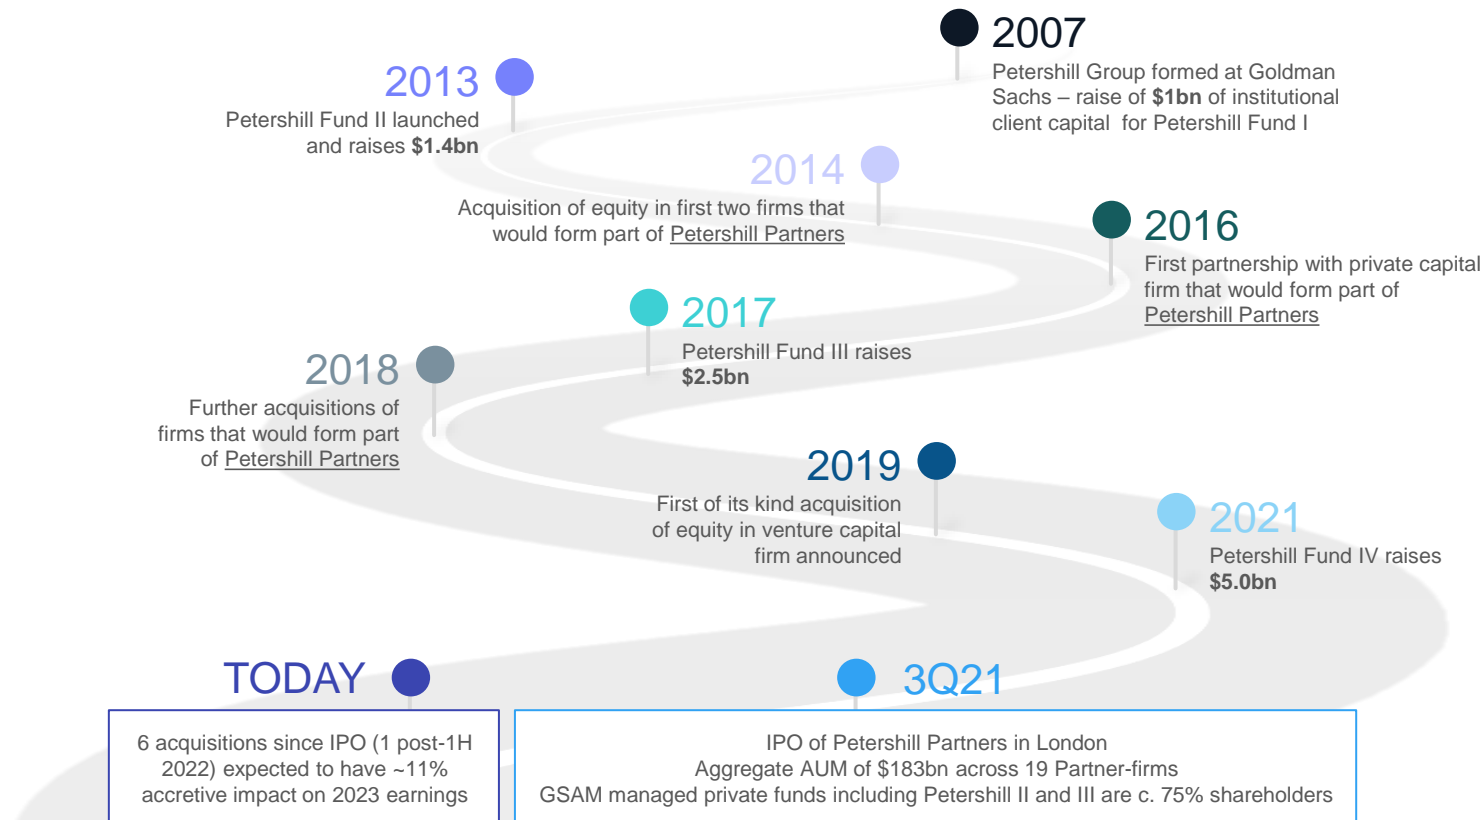 2007
Petershill Group formed at Goldman
Sachs – raise of $1bn of institutional
client capital for Petershill Fund I
2013
Petershill Fund II launched
and raises $1.4bn
2014
Acquisition of equity in first two firms that
would form part of Petershill Partners
2016
First partnership with private capital
firm that would form part of
Petershill Partners
2017
Petershill Fund III raises
$2.5bn
2018
Further acquisitions of
firms that would form part
of Petershill Partners
2019
First of its kind acquisition
of equity in venture capital
firm announced
2021
Petershill Fund IV raises
$5.0bn
3Q21
IPO of Petershill Partners in London
Aggregate AUM of $183bn across 19 Partner-firms
GSAM managed private funds including Petershill II and III are c. 75% shareholders
TODAY
6 acquisitions since IPO (1 post-1H
2022) expected to have ~11%
accretive impact on 2023 earnings